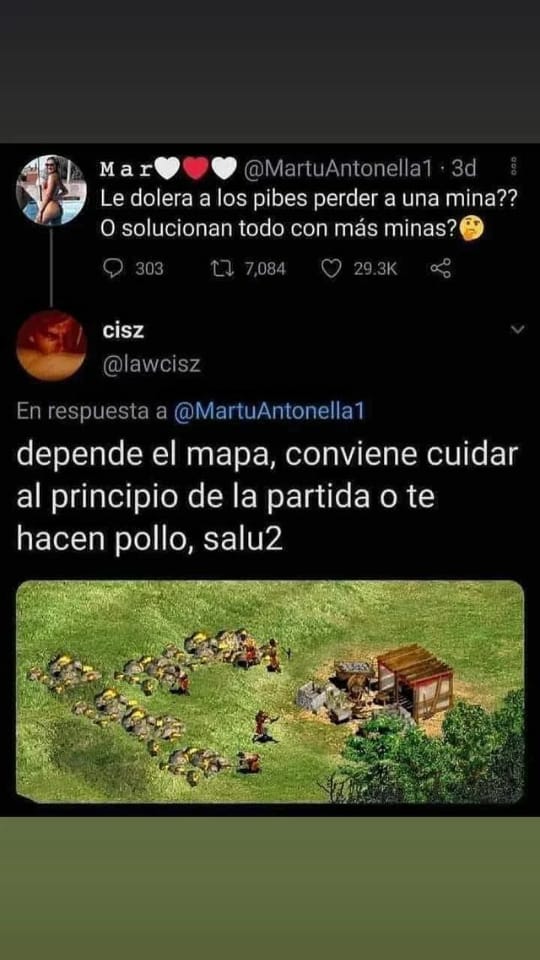 Mar🤍❤️🤍 @MartuAntonella1 · 3d
Le dolera a los pibes perder a una mina??
O solucionan todo con más minas?🤔
303 7,084 29.3K
cisz
@lawcisz
En respuesta a @MartuAntonella1
depende el mapa, conviene cuidar
al principio de la partida o te
hacen pollo, salu2